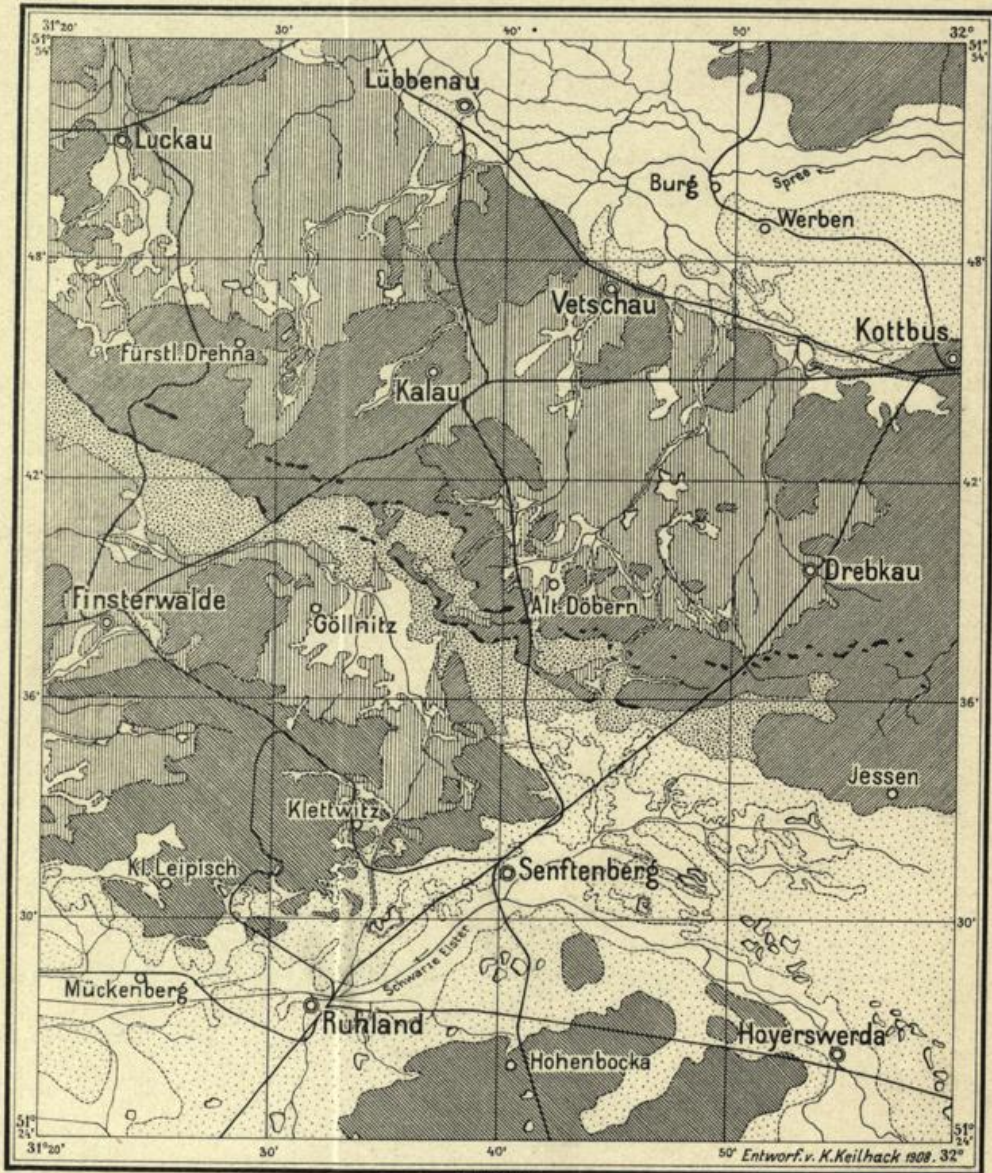 31°20' 30' 40' 50' 32°
51°
54'
51°
54'
Lübbenau
Luckau
Burg
Spree
Werben
48'
48'
Vetschau
Kottbus
Fürstl. Drehna
Kalau
42'
42'
Drebkau
Finsterwalde
Alt Döbern
Göllnitz
36'
36'
Jessen
Klettwitz
Kl. Leipisch
Senftenberg
30'
30'
Schwarze Elster
Mückenberg
Ruhland
Hoyerswerda
Hohenbocka
51°
24'
51°
24'
31°20' 30' 40' 50' Entworf. v. K. Keilhack 1908. 32°